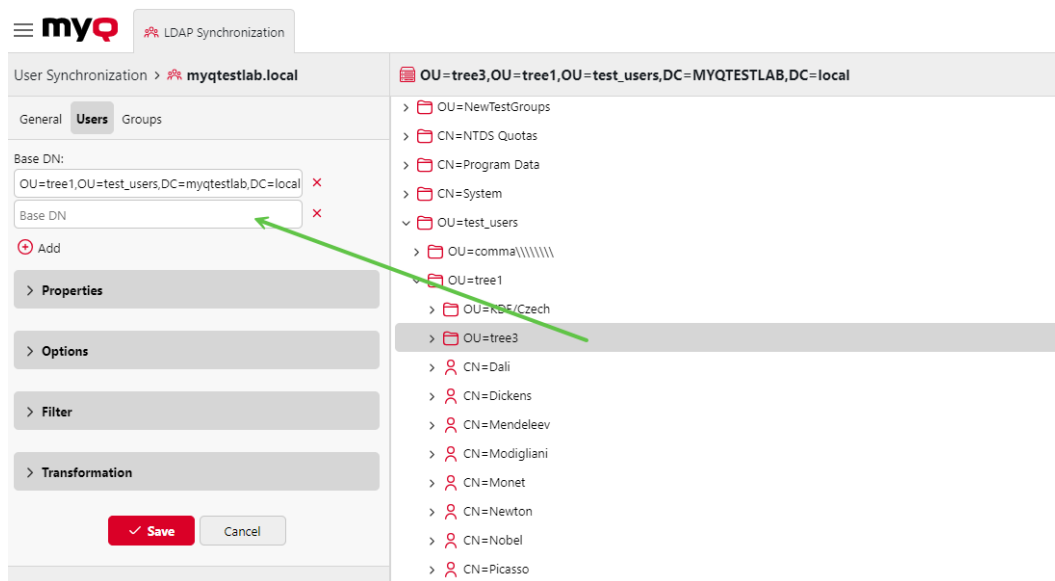 myQ
LDAP Synchronization
User Synchronization > myqtestlab.local
General Users Groups
Base DN:
OU=tree1,OU=test_users,DC=myqtestlab,DC=local
Base DN
Add
Properties
Options
Filter
Transformation
Save Cancel
OU=tree3,OU=tree1,OU=test_users,DC=MYQTESTLAB,DC=local
OU=NewTestGroups
CN=NTDS Quotas
CN=Program Data
CN=System
OU=test_users
OU=comma\\\\\\\\
OU=tree1
OU=KDE/Czech
OU=tree3
CN=Dali
CN=Dickens
CN=Mendeleev
CN=Modigliani
CN=Monet
CN=Newton
CN=Nobel
CN=Picasso